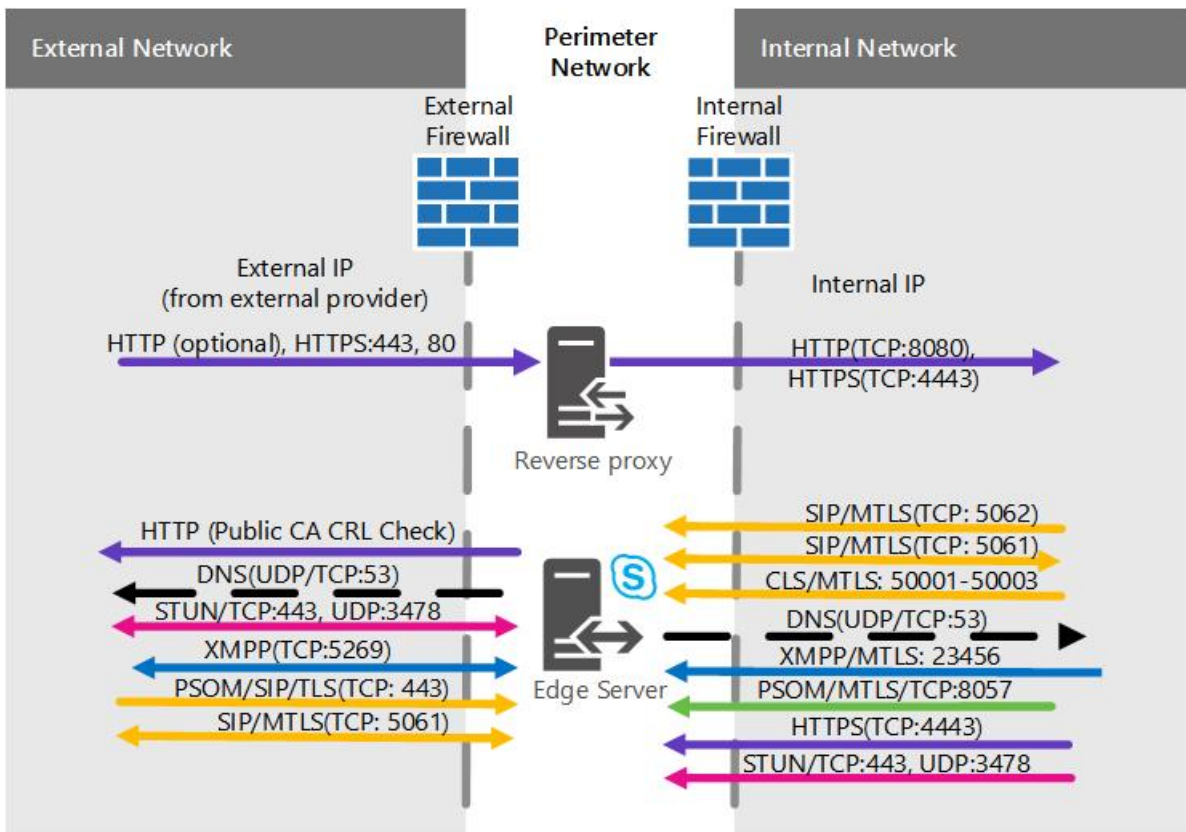 External Network
Perimeter
Network
Internal Network
External
Firewall
Internal
Firewall
External IP
(from external provider)
Internal IP
HTTP (optional), HTTPS:443, 80
HTTP(TCP:8080),
HTTPS(TCP:4443)
Reverse proxy
HTTP (Public CA CRL Check)
DNS(UDP/TCP:53)
STUN/TCP:443, UDP:3478
XMPP(TCP:5269)
PSOM/SIP/TLS(TCP: 443)
SIP/MTLS(TCP: 5061)
S
Edge Server
SIP/MTLS(TCP: 5062)
SIP/MTLS(TCP: 5061)
CLS/MTLS: 50001-50003
DNS(UDP/TCP:53)
XMPP/MTLS: 23456
PSOM/MTLS/TCP:8057
HTTPS(TCP:4443)
STUN/TCP:443, UDP:3478